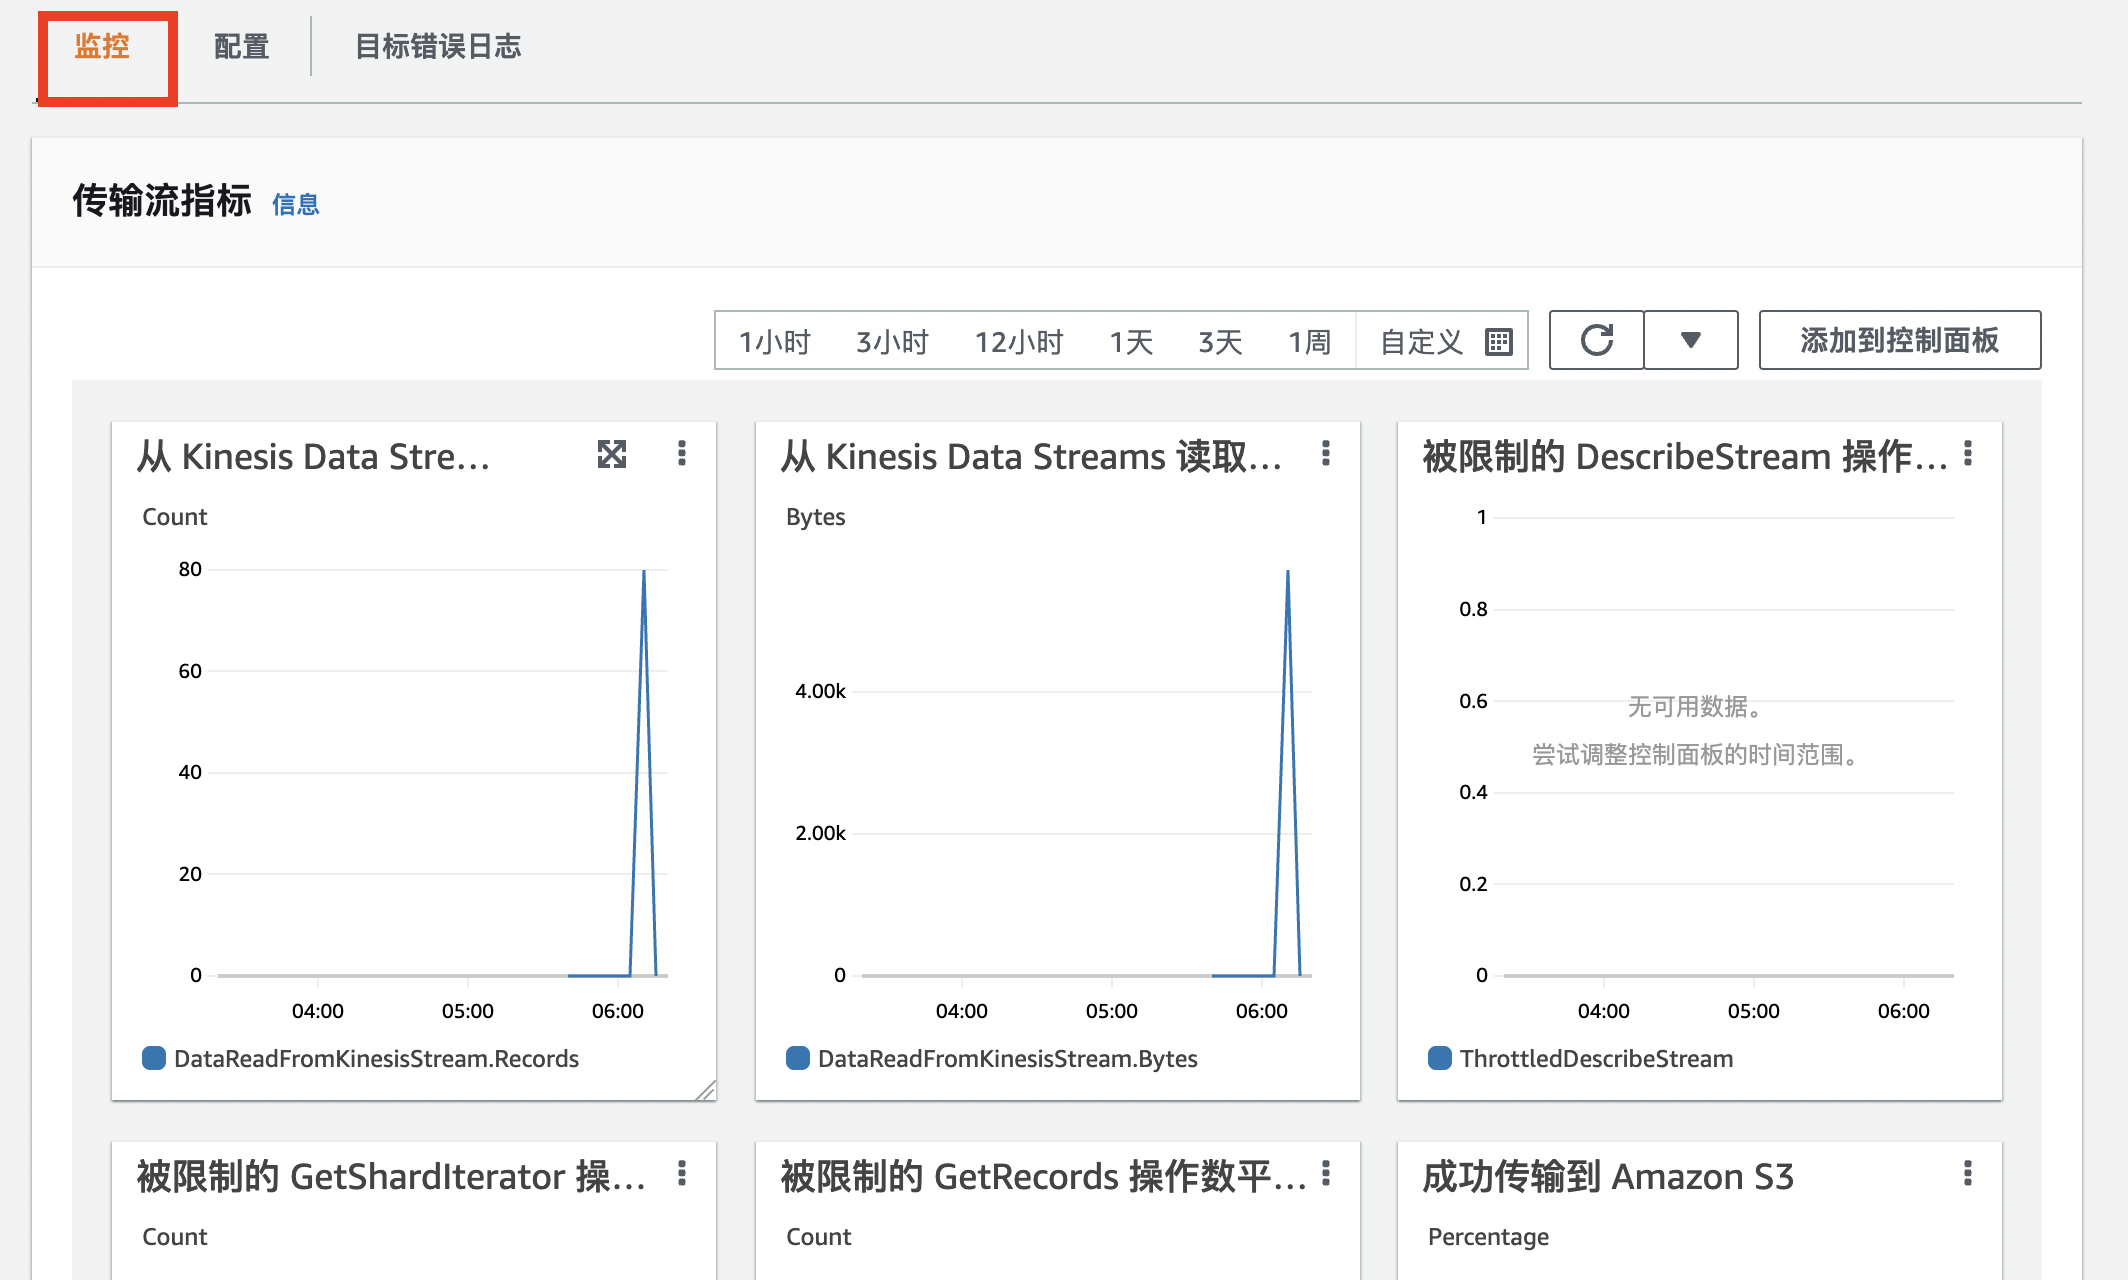 监控
配置
目标错误日志
传输流指标 信息
1小时 3小时 12小时 1天 3天 1周 自定义
添加到控制面板
从 Kinesis Data Stre...
Count
80
60
40
20
0
04:00 05:00 06:00
DataReadFromKinesisStream.Records
从 Kinesis Data Streams 读取...
Bytes
4.00k
2.00k
0
04:00 05:00 06:00
DataReadFromKinesisStream.Bytes
被限制的 DescribeStream 操作...
1
0.8
0.6
0.4
0.2
0
无可用数据。
尝试调整控制面板的时间范围。
04:00 05:00 06:00
ThrottledDescribeStream
被限制的 GetShardIterator 操...
Count
被限制的 GetRecords 操作数平...
Count
成功传输到 Amazon S3
Percentage